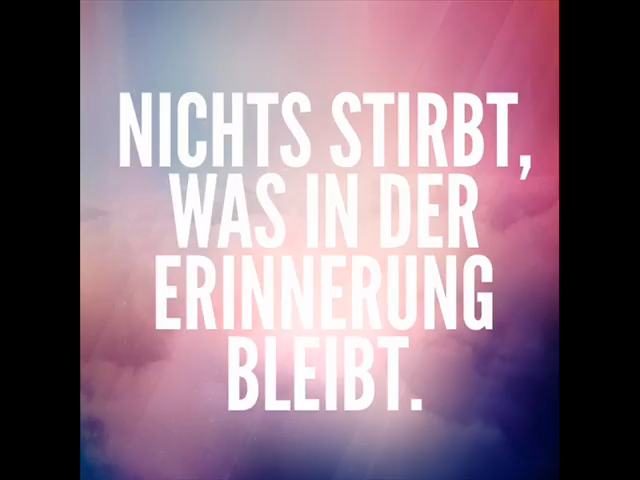 NICHTS STIRBT,
WAS IN DER
ERINNERUNG
BLEIBT.